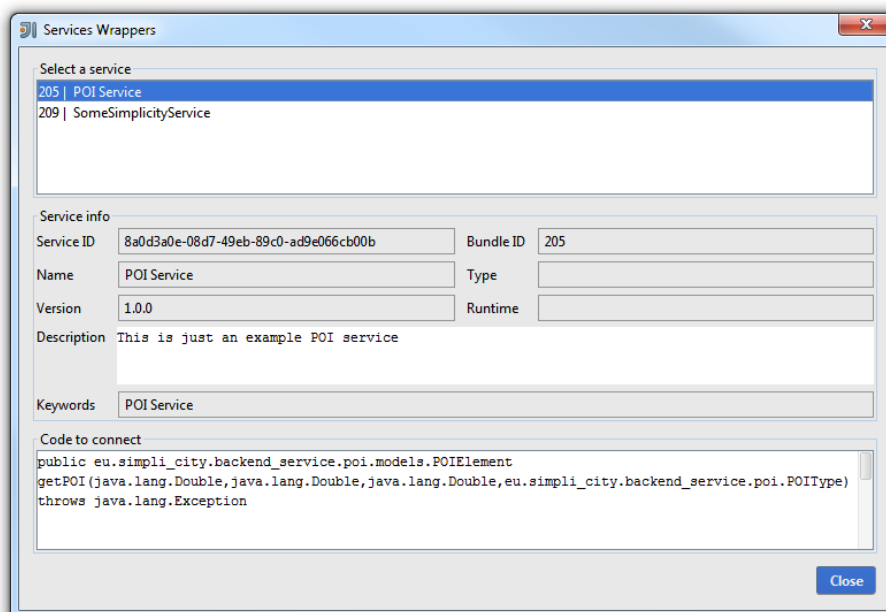 Services Wrappers
Select a service
205 | POI Service
209 | SomeSimplicityService
Service info
Service ID 8a0d3a0e-08d7-49eb-89c0-ad9e066cb00b Bundle ID 205
Name POI Service Type
Version 1.0.0 Runtime
Description This is just an example POI service
Keywords POI Service
Code to connect
public eu.simpli_city.backend_service.poi.models.POIElement
getPOI(java.lang.Double,java.lang.Double,java.lang.Double,eu.simpli_city.backend_service.poi.POIType)
throws java.lang.Exception
Close